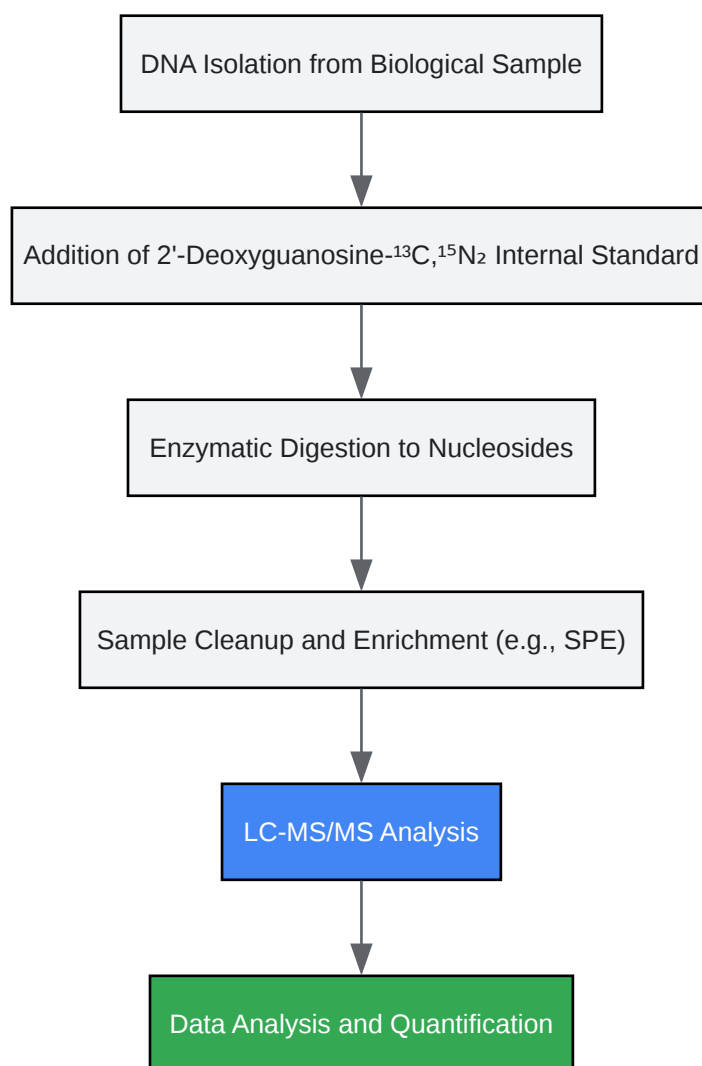 DNA Isolation from Biological Sample
Addition of 2'-Deoxyguanosine-¹³C,¹⁵N₂ Internal Standard
Enzymatic Digestion to Nucleosides
Sample Cleanup and Enrichment (e.g., SPE)
LC-MS/MS Analysis
Data Analysis and Quantification